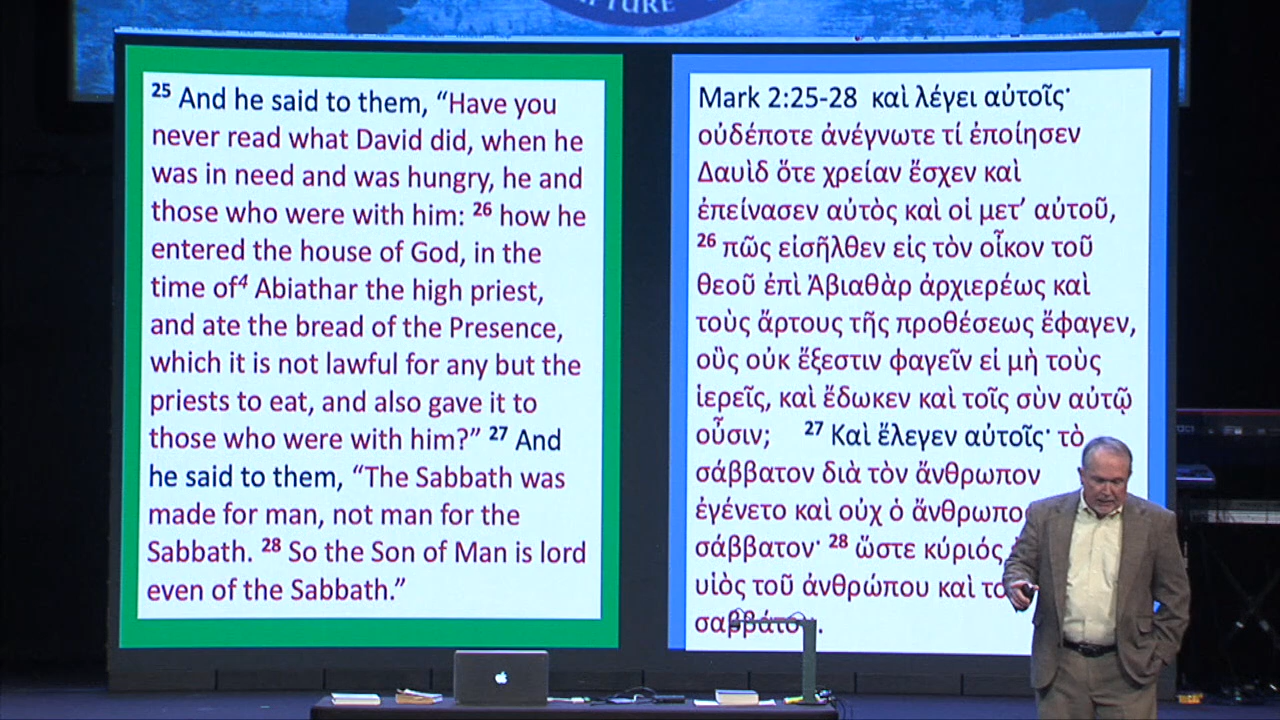 ²⁵ And he said to them, “Have you
never read what David did, when he
was in need and was hungry, he and
those who were with him: ²⁶ how he
entered the house of God, in the
time of⁴ Abiathar the high priest,
and ate the bread of the Presence,
which it is not lawful for any but the
priests to eat, and also gave it to
those who were with him?” ²⁷ And
he said to them, “The Sabbath was
made for man, not man for the
Sabbath. ²⁸ So the Son of Man is lord
even of the Sabbath.”
Mark 2:25-28 καὶ λέγει αὐτοῖς·
οὐδέποτε ἀνέγνωτε τί ἐποίησεν
Δαυὶδ ὅτε χρείαν ἔσχεν καὶ
ἐπείνασεν αὐτὸς καὶ οἱ μετ’ αὐτοῦ,
²⁶ πῶς εἰσῆλθεν εἰς τὸν οἶκον τοῦ
θεοῦ ἐπὶ Ἀβιαθὰρ ἀρχιερέως καὶ
τοὺς ἄρτους τῆς προθέσεως ἔφαγεν,
οὓς οὐκ ἔξεστιν φαγεῖν εἰ μὴ τοὺς
ἱερεῖς, καὶ ἔδωκεν καὶ τοῖς σὺν αὐτῷ
οὖσιν; ²⁷ Καὶ ἔλεγεν αὐτοῖς· τὸ
σάββατον διὰ τὸν ἄνθρωπον
ἐγένετο καὶ οὐχ ὁ ἄνθρωπο
σάββατον· ²⁸ ὥστε κύριός
υἱὸς τοῦ ἀνθρώπου καὶ το